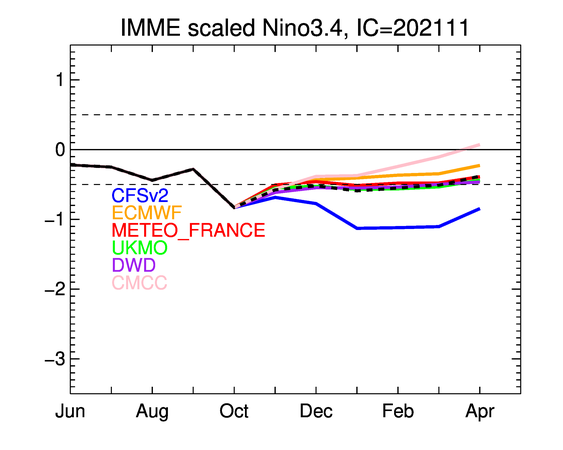 IMME scaled Nino3.4, IC=202111
1
0
CFSv2
ECMWF
−1
METEO_FRANCE
UKMO
DWD
CMCC
−2
−3
Jun Aug Oct Dec Feb Apr